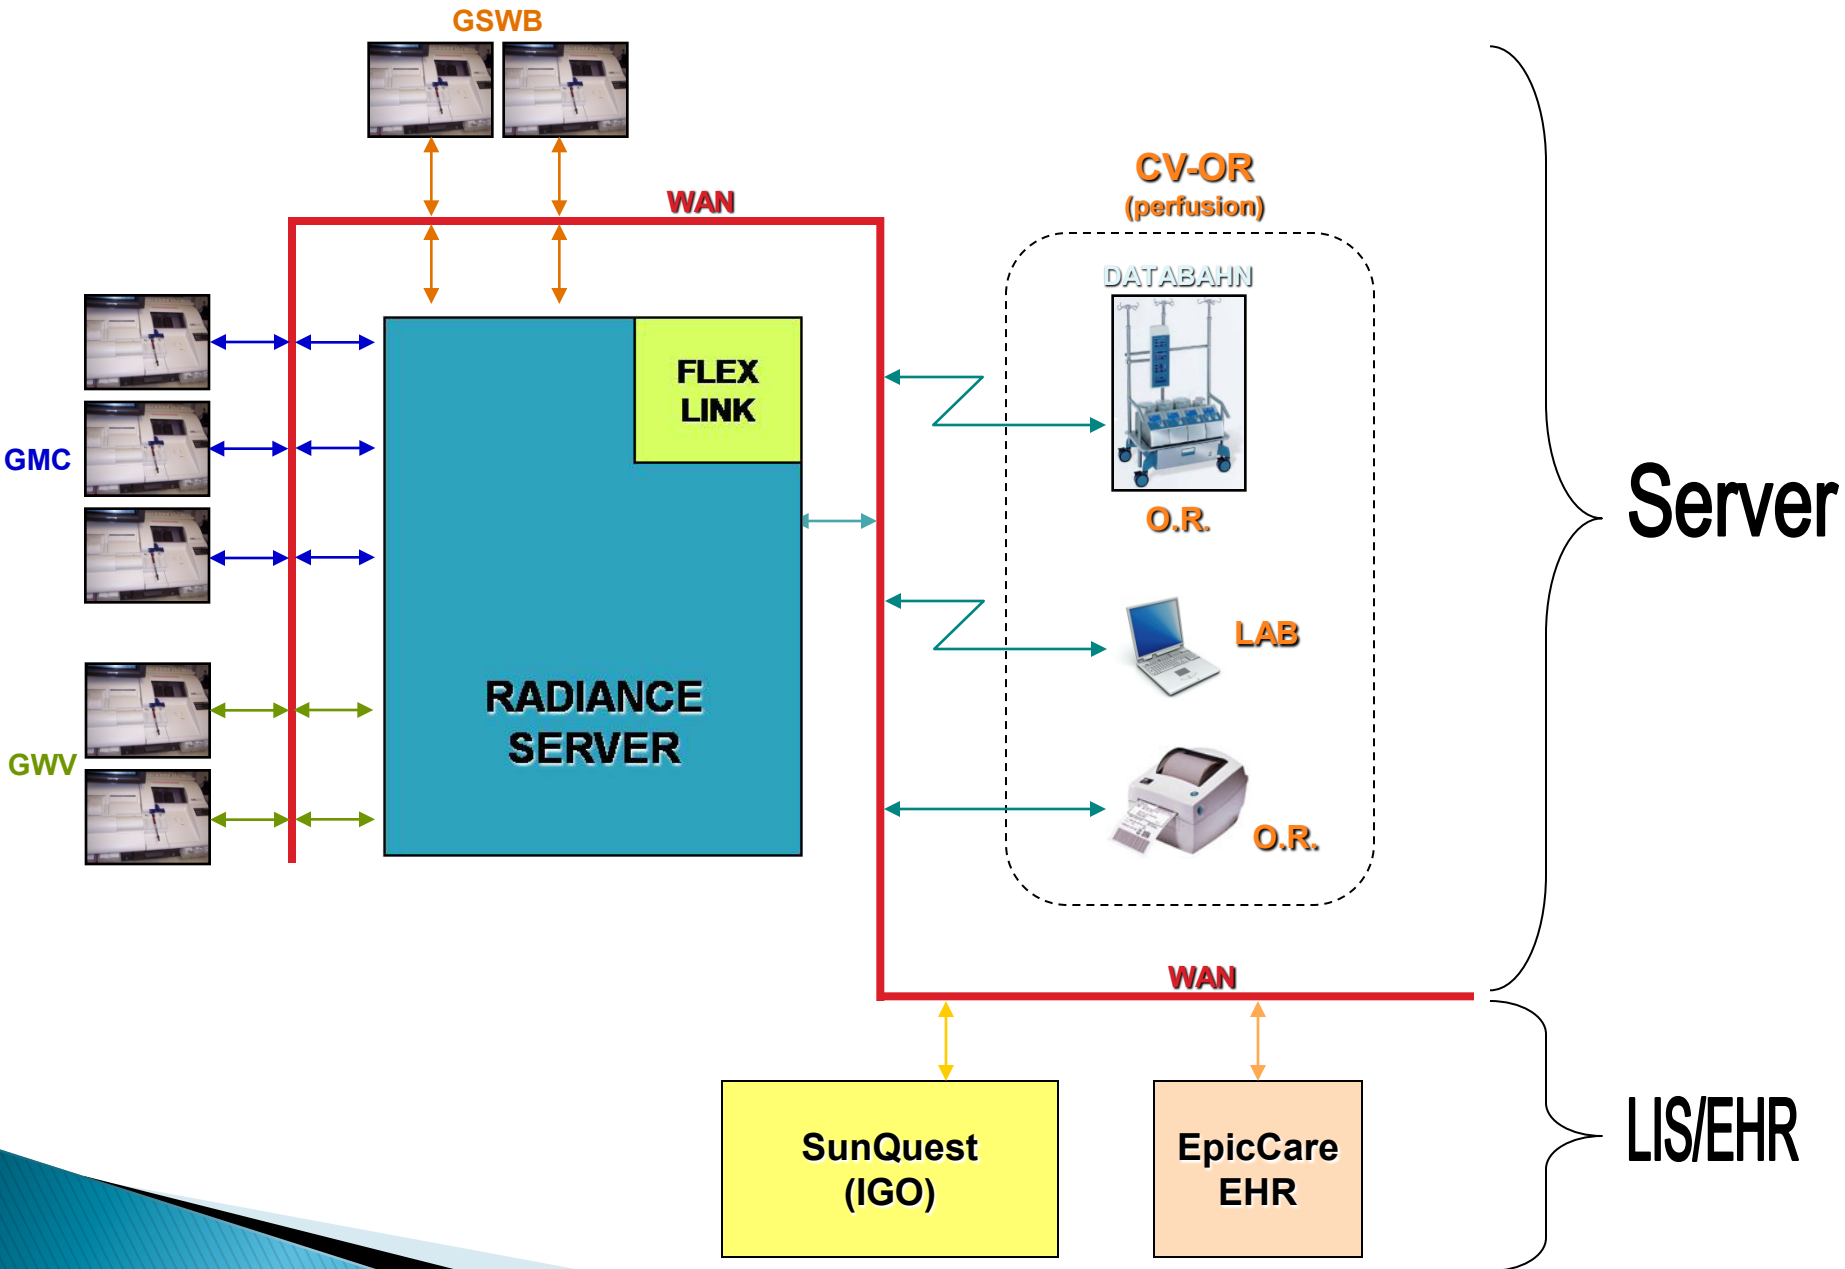 GSWB
WAN
CV-OR
(perfusion)
DATABAHN
FLEX
LINK
GMC
O.R.
Server
LAB
RADIANCE
SERVER
GWV
O.R.
WAN
SunQuest
(IGO)
EpicCare
EHR
LIS/EHR